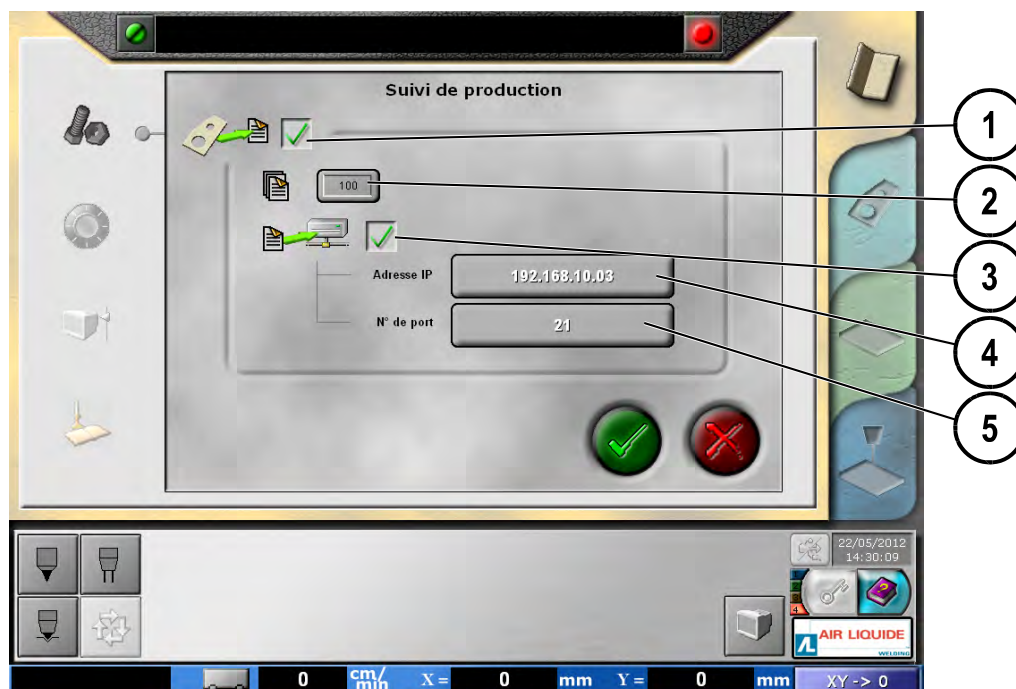 Suivi de production
1
100
2
3
Adresse IP
192.168.10.03
4
N° de port
21
5
22/05/2012
14:30:09
4
AIR LIQUIDE
WELDING
0
cm/
min
X =
0
mm
Y =
0
mm
XY -> 0